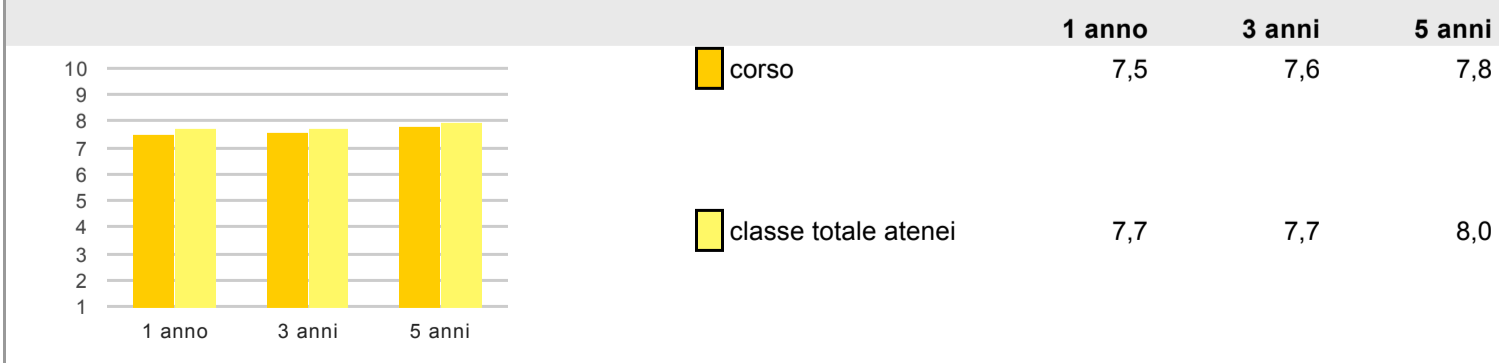 1 anno 3 anni 5 anni
10
9
8
7
6
5
4
3
2
1
1 anno 3 anni 5 anni
corso 7,5 7,6 7,8
classe totale atenei 7,7 7,7 8,0